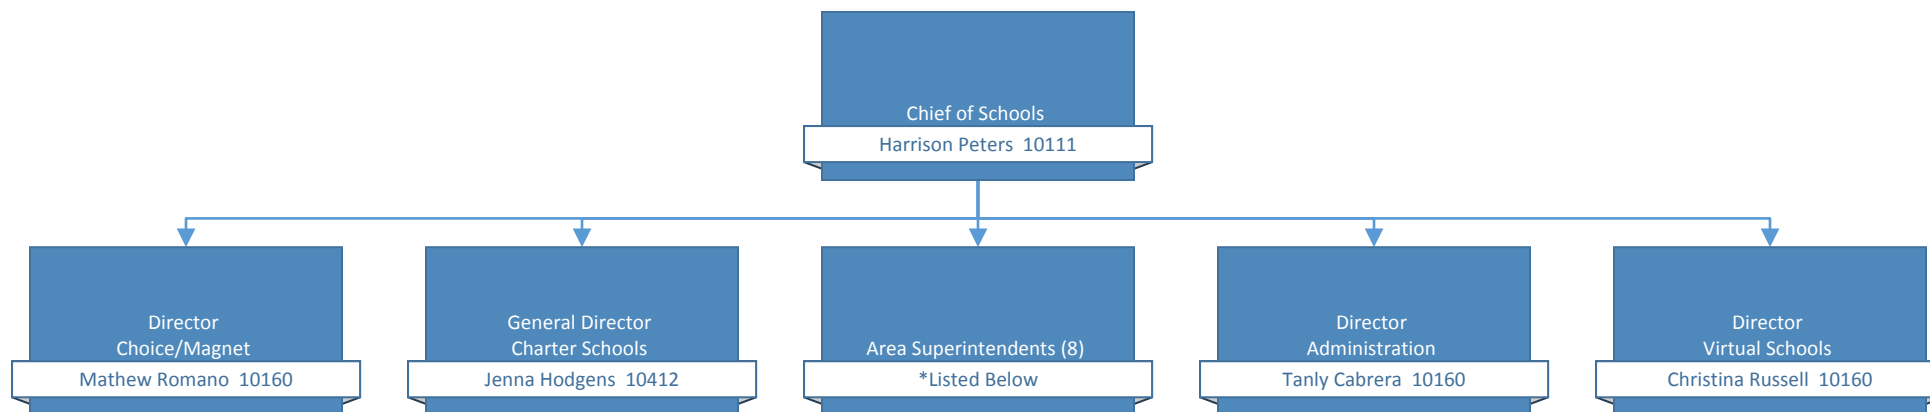 Chief of Schools
Harrison Peters 10111
Director
Choice/Magnet
Mathew Romano 10160
General Director
Charter Schools
Jenna Hodgens 10412
Area Superintendents (8)
*Listed Below
Director
Administration
Tanly Cabrera 10160
Director
Virtual Schools
Christina Russell 10160